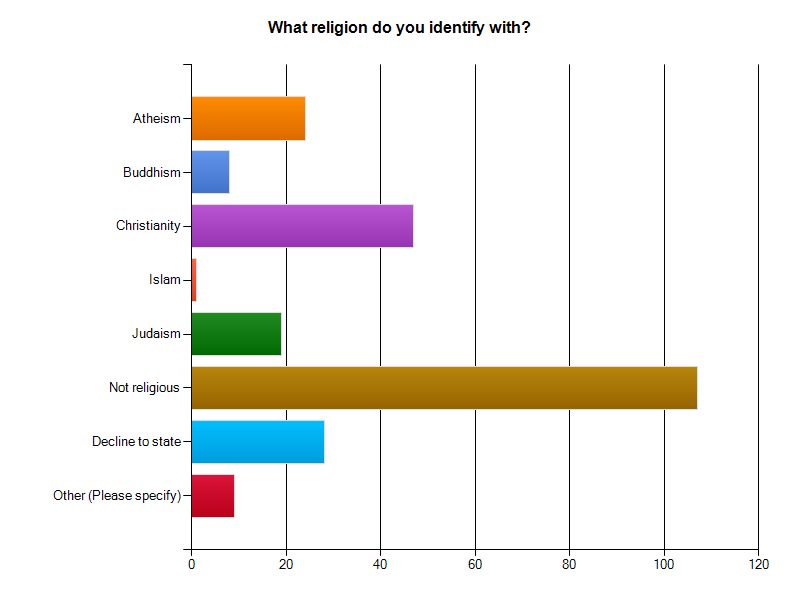 What religion do you identify with?
Atheism
Buddhism
Christianity
Islam
Judaism
Not religious
Decline to state
Other (Please specify)
0 20 40 60 80 100 120